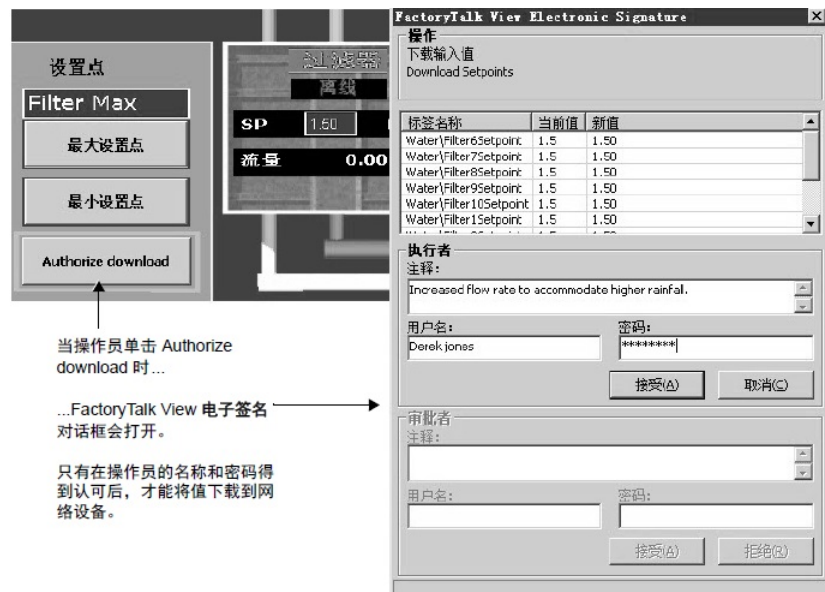 设置点
Filter Max
最大设置点
最小设置点
Authorize download
过滤器
离线
SP 1.50
流量 0.00
当操作员单击 Authorize
download 时...
...FactoryTalk View 电子签名
对话框会打开。
只有在操作员的名称和密码得
到认可后，才能将值下载到网
络设备。
FactoryTalk View Electronic Signature
操作
下载输入值
Download Setpoints
标签名称 当前值 新值
Water\Filter6Setpoint 1.5 1.50
Water\Filter7Setpoint 1.5 1.50
Water\Filter8Setpoint 1.5 1.50
Water\Filter9Setpoint 1.5 1.50
Water\Filter10Setpoint 1.5 1.50
Water\Filter1Setpoint 1.5 1.50
执行者
注释：
Increased flow rate to accommodate higher rainfal.
用户名： 密码：
Derek jones ********
接受(A) 取消(C)
审批者
注释：
用户名： 密码：
接受(A) 拒绝(R)